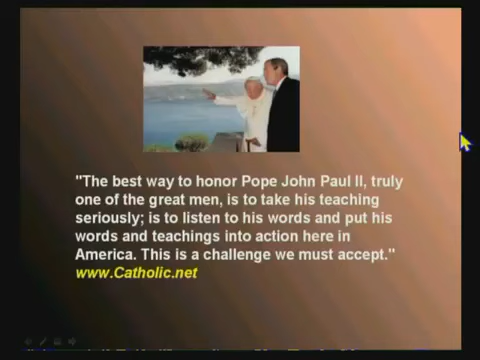 "The best way to honor Pope John Paul II, truly
one of the great men, is to take his teaching
seriously; is to listen to his words and put his
words and teachings into action here in
America. This is a challenge we must accept."
www.Catholic.net